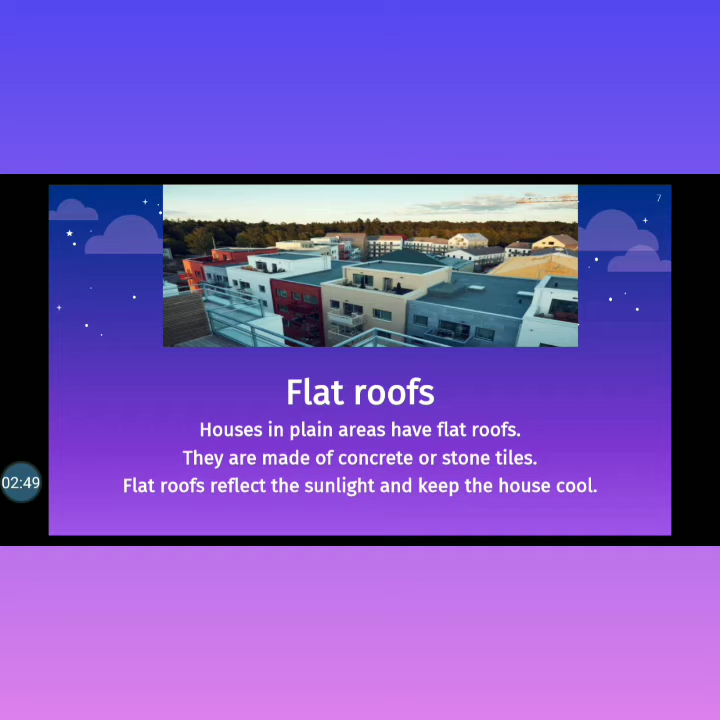 7
Flat roofs
Houses in plain areas have flat roofs.
They are made of concrete or stone tiles.
02:49
Flat roofs reflect the sunlight and keep the house cool.